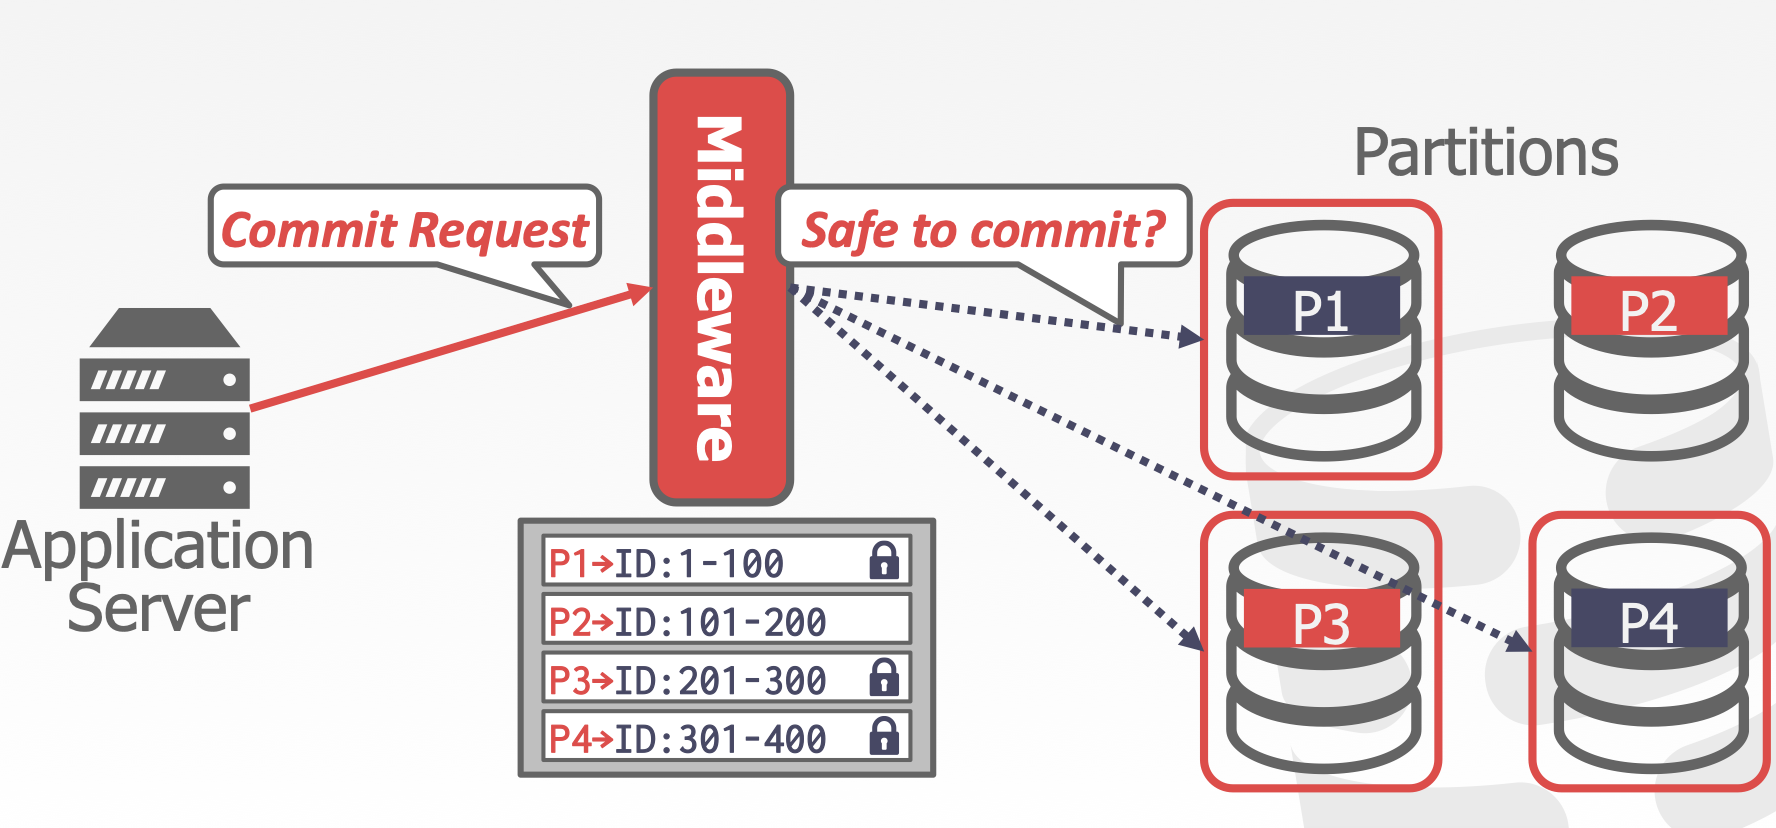 Partitions
Middleware
Commit Request
Safe to commit?
P1
P2
Application
Server
P1→ID:1-100
P2→ID:101-200
P3→ID:201-300
P4→ID:301-400
P3
P4